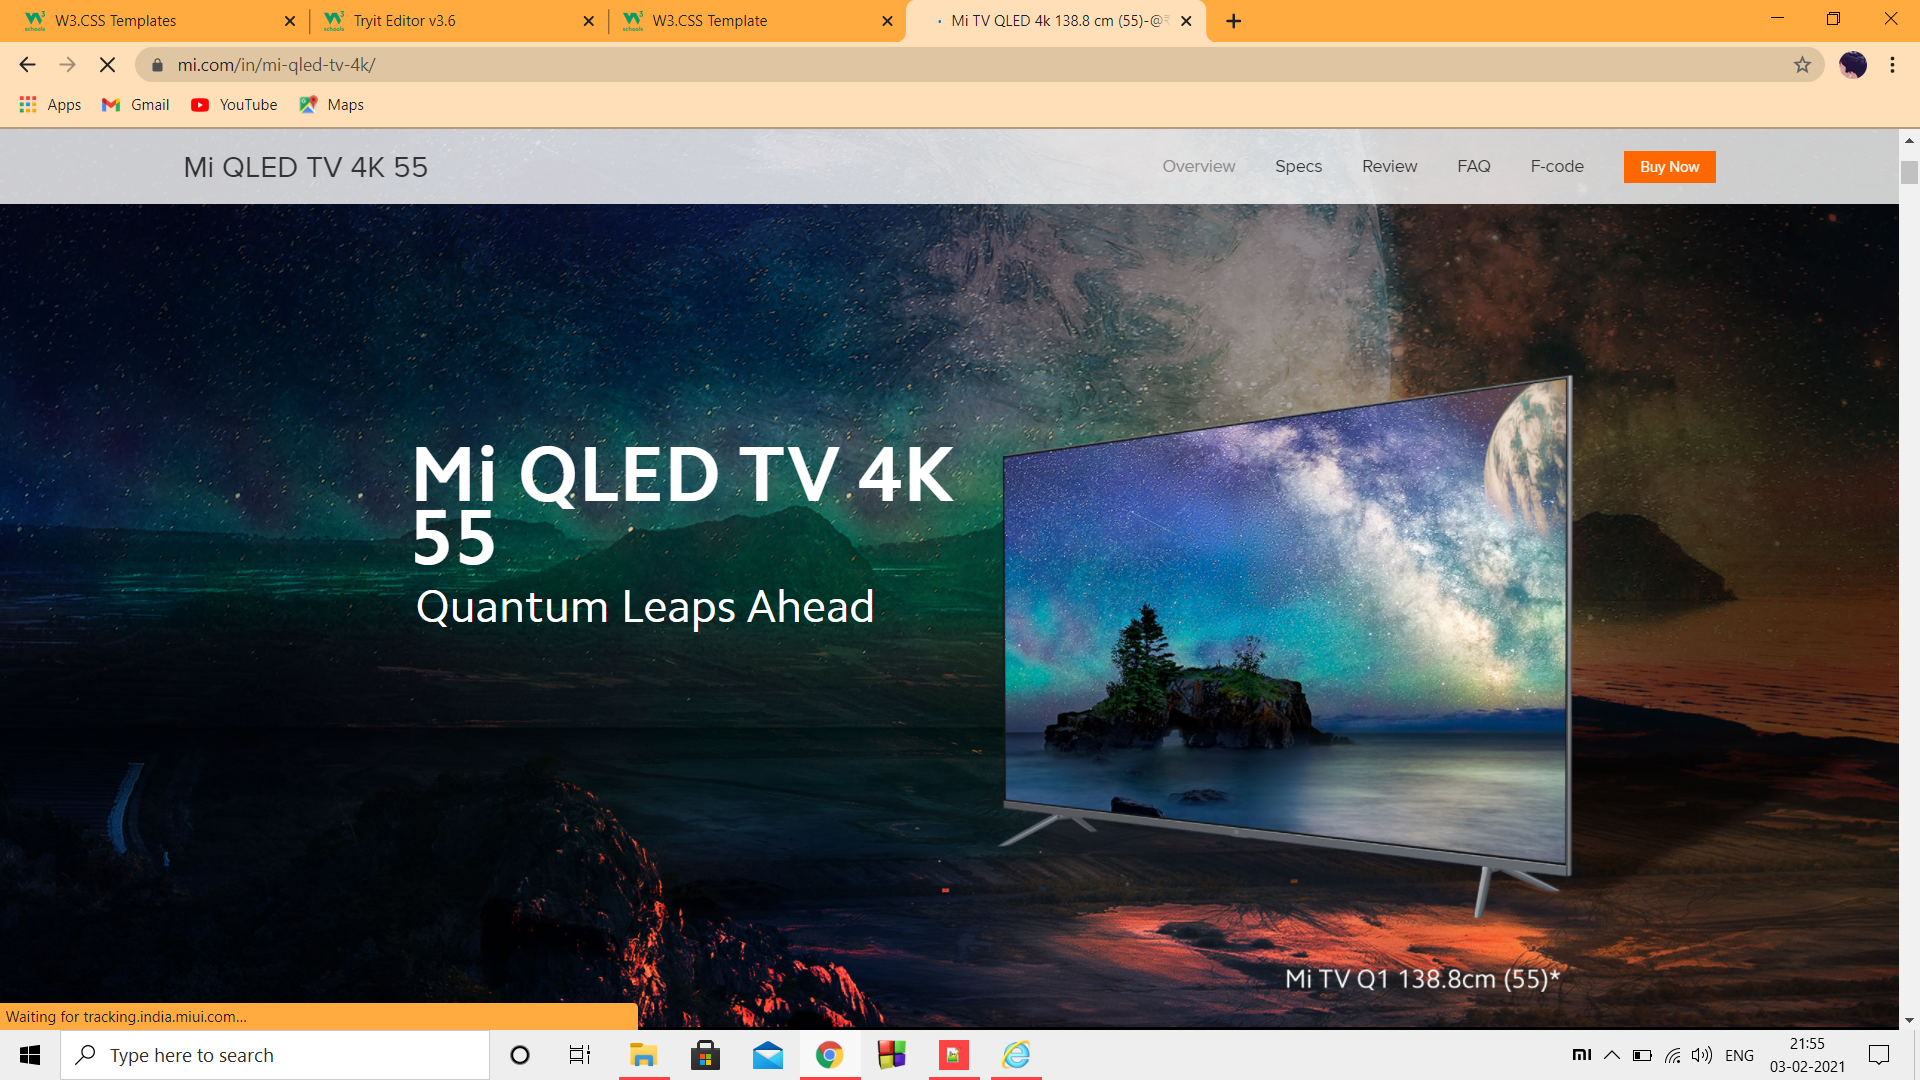 W3.CSS Templates
Tryit Editor v3.6
W3.CSS Template
Mi TV QLED 4k 138.8 cm (55)-@₹
mi.com/in/mi-qled-tv-4k/
Apps
Gmail
YouTube
Maps
Mi QLED TV 4K 55
Overview
Specs
Review
FAQ
F-code
Buy Now
Mi QLED TV 4K
55
Quantum Leaps Ahead
Mi TV Q1 138.8cm (55)*
Waiting for tracking.india.miui.com...
Type here to search
ENG
21:55
03-02-2021